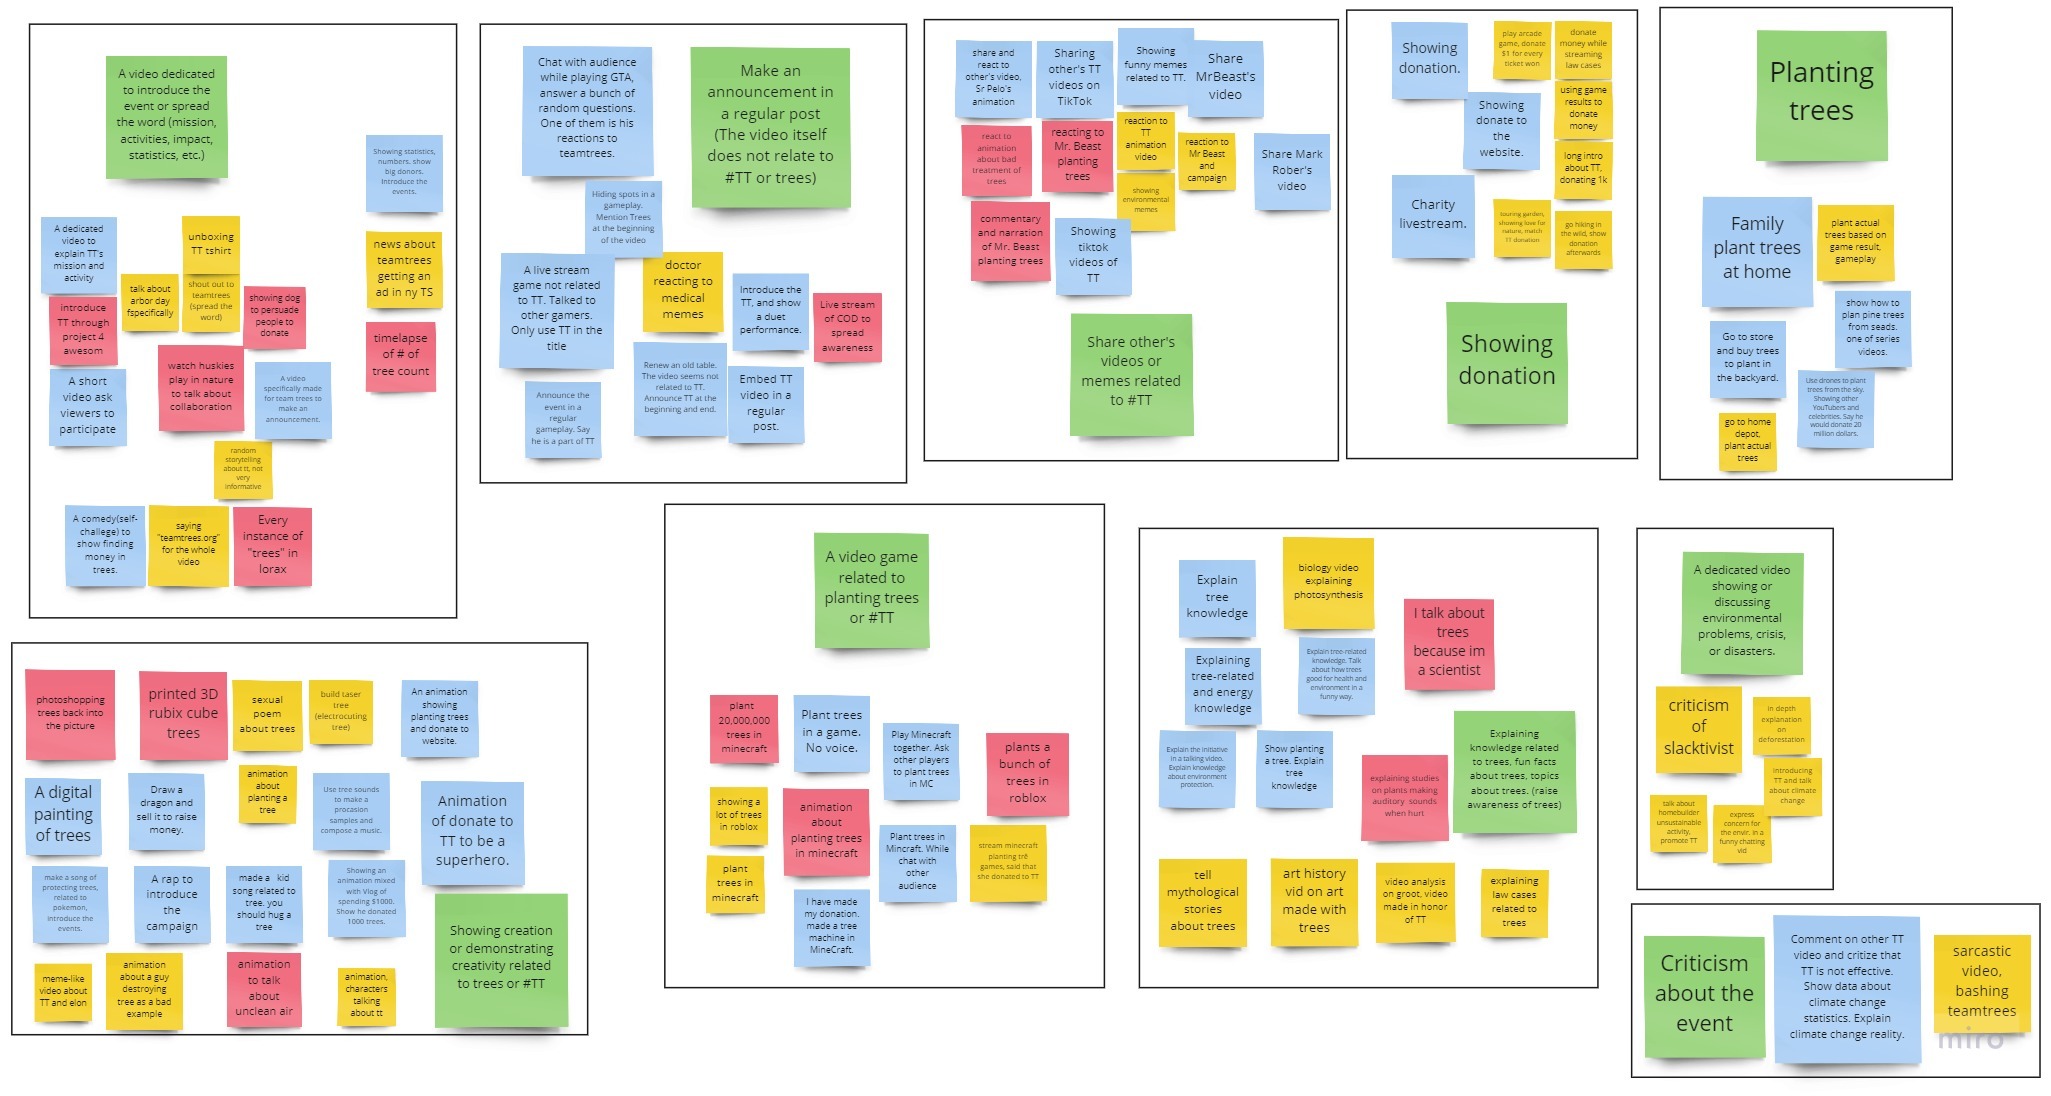 A video dedicated
to introduce the
event or spread
the word (mission,
activities, impact,
statistics, etc.)
Showing statistics,
numbers. show
big donors.
Introduce the
events.
A dedicated
video to
explain TT's
mission and
activity
unboxing
TT tshirt
news about
teamtrees
getting an
ad in ny TS
talk about
arbor day
fspecifically
shout out to
teamtrees
(spread the
word)
showing dog
to persuade
people to
donate
introduce
TT through
project 4
awesom
timelapse
of # of
tree count
watch huskies
play in nature
to talk about
collaboration
A video
specifically made
for team trees to
make an
announcement.
A short
video ask
viewers to
participate
random
storytelling
about tt, not
very
informative
A comedy(self-
challege) to
show finding
money in
trees.
saying
"teamtrees.org"
for the whole
video
Every
instance of
"trees" in
lorax
Chat with audience
while playing GTA,
answer a bunch of
random questions.
One of them is his
reactions to
teamtrees.
Make an
announcement in
a regular post
(The video itself
does not relate to
#TT or trees)
Hiding spots in a
gameplay.
Mention Trees
at the beginning
of the video
A live stream
game not related
to TT. Talked to
other gamers.
Only use TT in the
title
doctor
reacting to
medical
memes
Introduce the
TT, and show
a duet
performance.
Live stream
of COD to
spread
awareness
Renew an old table.
The video seems not
related to TT.
Announce TT at the
beginning and end.
Embed TT
video in a
regular
post.
Announce the
event in a
regular
gameplay. Say
he is a part of TT
share and
react to
other's video,
Sr Pelo's
animation
Sharing
other's TT
videos on
TikTok
Showing
funny memes
related to TT.
Share
MrBeast's
video
react to
animation
about bad
treatment of
trees
reacting to
Mr. Beast
planting
trees
reaction to
TT
animation
video
reaction to
Mr Beast
and
campaign
Share Mark
Rober's
video
showing
environmental
memes
commentary
and narration
of Mr. Beast
planting trees
Showing
tiktok
videos of
TT
Share other's
videos or
memes related
to #TT
Showing
donation.
play arcade
game, donate
$1 for every
ticket won
donate
money while
streaming
law cases
Showing
donate to
the
website.
using game
results to
donate
money
long intro
about TT,
donating 1k
Charity
livestream.
touring garden,
showing love for
nature, match
11 donation
go hiking in
the wild, show
donation
afterwards
Showing
donation
Planting
trees
Family
plant trees
at home
plant actual
trees based on
game result,
gameplay
show how to
plan pine trees
from seads.
one of series
videos.
Go to store
and buy trees
to plant in
the backyard.
Use drones to plant
trees from the sky.
Showing other
YouTubers and
celebrities. Say he
would donate 20
million dollars.
go to home
depot,
plant actual
trees
photoshopping
trees back into
the picture
printed 3D
rubix cube
trees
sexual
poem
about trees
build taser
tree
(electrocuting
tree)
An animation
showing
planting trees
and donate to
website.
A digital
painting
of trees
Draw a
dragon and
sell it to raise
money.
animation
about
planting a
tree
Use tree sounds
to make a
procasion
samples and
compose a music.
Animation
of donate to
TT to be a
superhero.
make a song of
protecting trees,
related to
pokemon,
introduce the
events.
A rap to
introduce
the
campaign
made a kid
song related to
tree. you
should hug a
tree
Showing an
animation mixed
with Vlog of
spending $1000.
Show he donated
1000 trees.
Showing creation
or demonstrating
creativity related
to trees or #TT
meme-like
video about
TT and elon
animation
about a guy
destroying
tree as a bad
example
animation
to talk
about
unclean air
animation,
characters
talking
about tt
A video game
related to
planting trees
or #TT
plant
20,000,000
trees in
minecraft
Plant trees
in a game.
No voice.
Play Minecraft
together. Ask
other players
to plant trees
in MC
plants a
bunch of
trees in
roblox
showing a
lot of trees
in roblox
animation
about
planting trees
in minecraft
Plant trees in
Mincraft. While
chat with
other
audience
stream minecraft
planting tre
games, said that
she donated to TT
plant
trees in
minecraft
I have made
my donation.
made a tree
machine in
MineCraft.
Explain
tree
knowledge
biology video
explaining
photosynthesis
I talk about
trees
because im
a scientist
Explaining
tree-related
and energy
knowledge
Explain tree-related
knowledge. Talk
about how trees
good for health and
environment in a
funny way.
Explain the initiative
in a talking video.
Explain knowledge
about environment
protection.
Show planting
a tree. Explain
tree
knowledge
explaining studies
on plants making
auditory sounds
when hurt
Explaining
knowledge related
to trees, fun facts
about trees, topics
about trees. (raise
awareness of trees)
tell
mythological
stories
about trees
art history
vid on art
made with
trees
video analysis
on groot, video
made in honor
of TT
explaining
law cases
related to
trees
A dedicated video
showing or
discussing
environmental
problems, crisis,
or disasters.
criticism
of
slacktivist
in depth
explanation
on
deforestation
introducing
TT and talk
about climate
change
talk about
homebuilder
unsustainable
activity,
promote TT
express
concern for
the envir. in a
funny chatting
vid
Criticism
about the
event
Comment on other TT
video and critize that
TT is not effective.
Show data about
climate change
statistics. Explain
climate change reality.
sarcastic
video,
bashing
teamtrees
miro